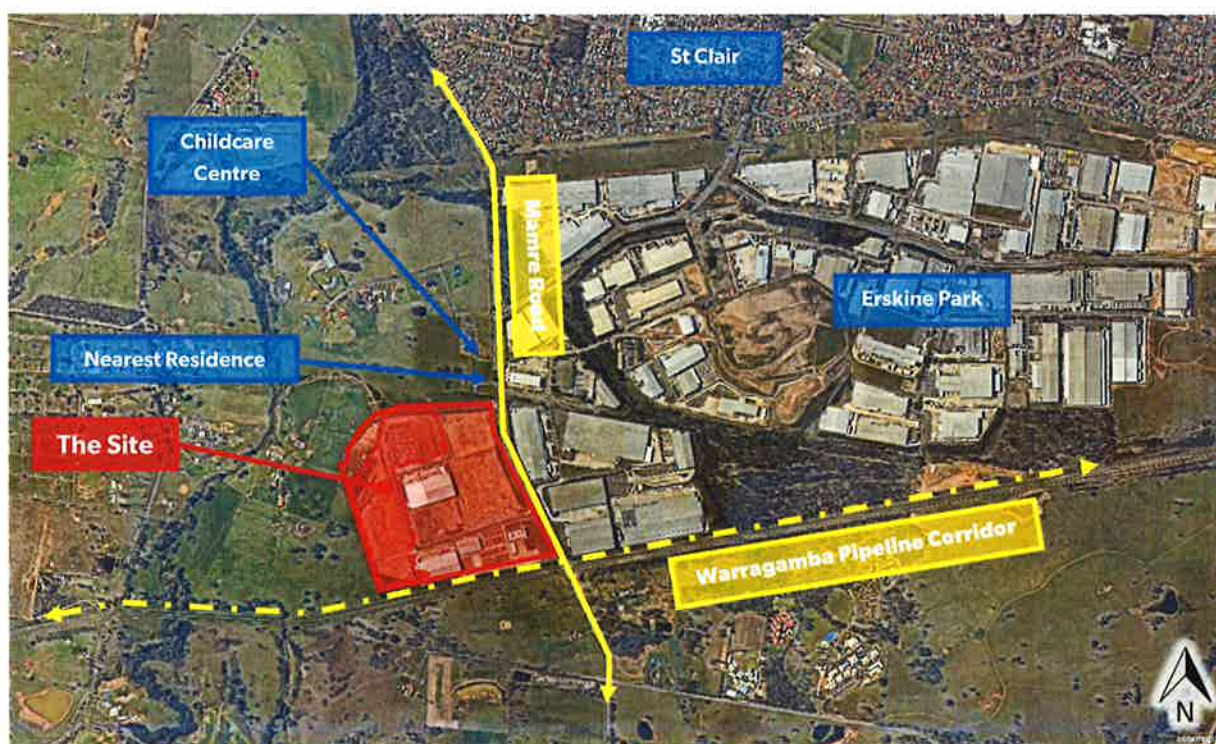 St Clair
Childcare
Centre
Mamre Road
Erskine Park
Nearest Residence
The Site
Warragamba Pipeline Corridor
N